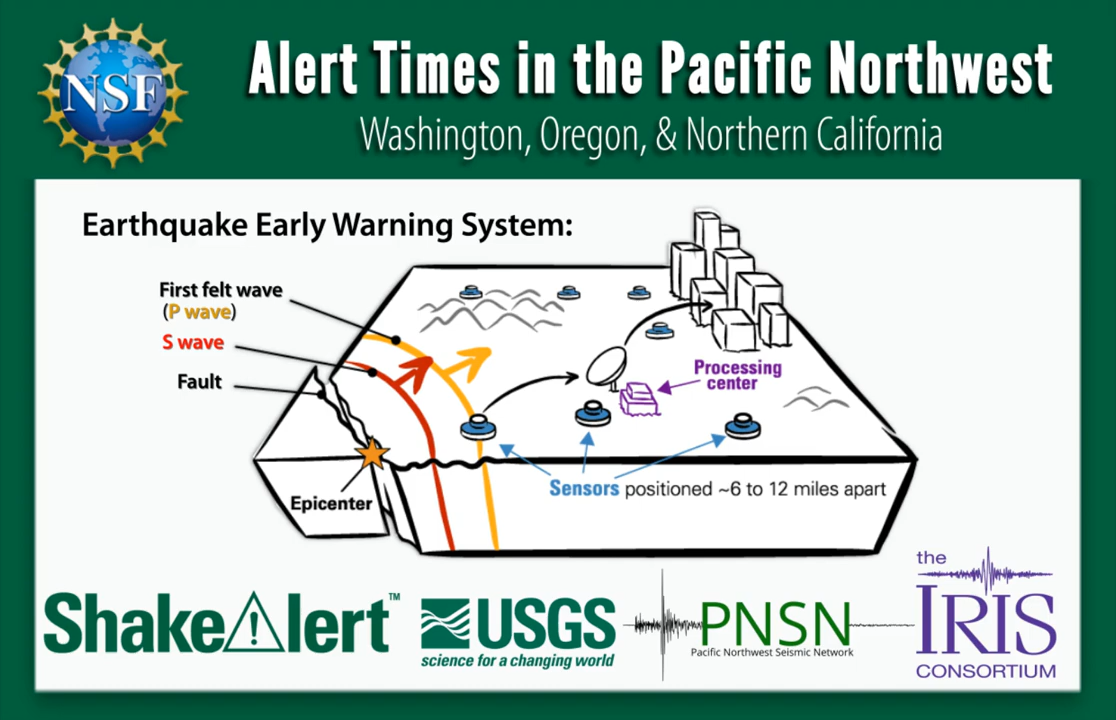 NSF
Alert Times in the Pacific Northwest
Washington, Oregon, & Northern California
Earthquake Early Warning System:
First felt wave
(P wave)
S wave
Fault
Processing
center
Epicenter
Sensors positioned ~6 to 12 miles apart
ShakeAlert™
USGS
science for a changing world
PNSN
Pacific Northwest Seismic Network
the
IRIS
CONSORTIUM